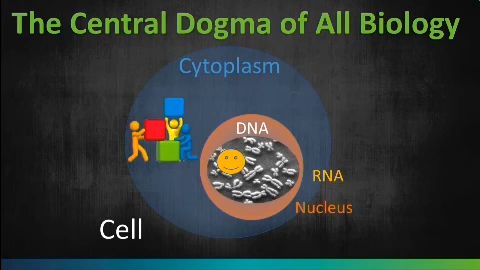 The Central Dogma of All Biology
Cytoplasm
DNA
RNA
Nucleus
Cell